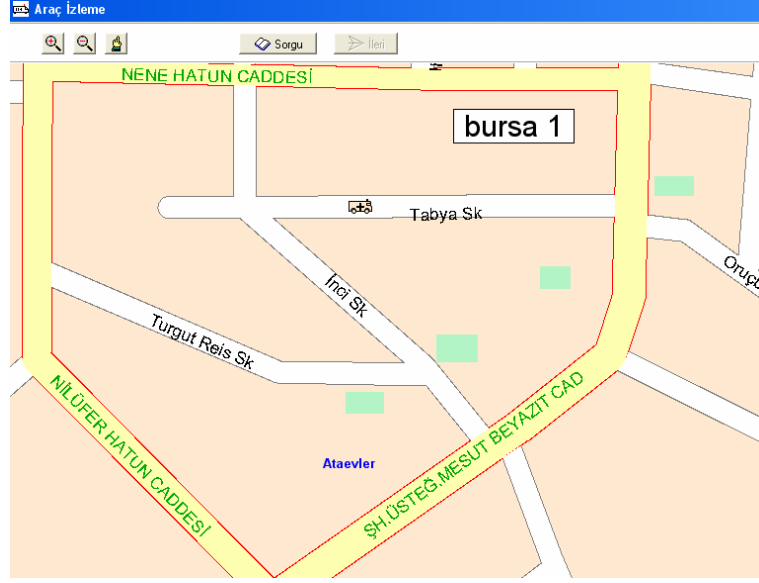 Araç İzleme
Sorgu
İleri
NENE HATUN CADDESİ
bursa 1
Tabya Sk
Oruçb
İnci Sk
Turgut Reis Sk
NİLÜFER HATUN CADDESİ
ŞH.ÜSTEĞ.MESUT BEYAZIT CAD
Ataevler